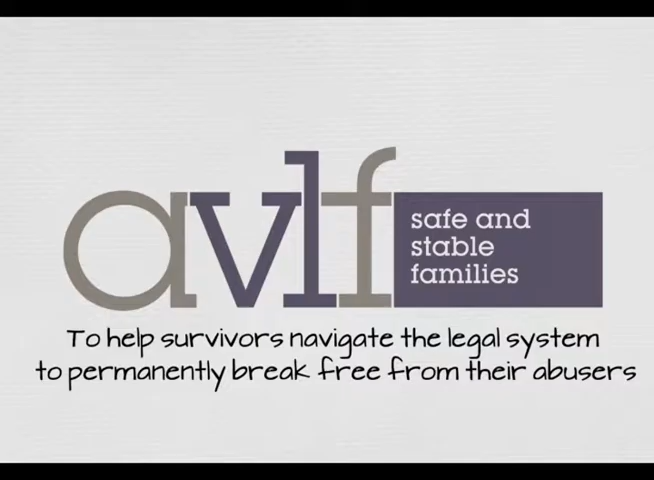 avlf
safe and
stable
families
To help survivors navigate the legal system
to permanently break free from their abusers